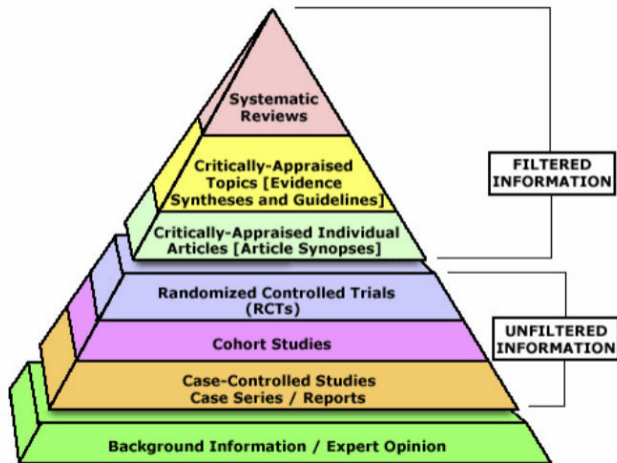 Systematic
Reviews
Critically-Appraised
Topics [Evidence
Syntheses and Guidelines]
FILTERED
INFORMATION
Critically-Appraised Individual
Articles [Article Synopses]
Randomized Controlled Trials
(RCTs)
UNFILTERED
INFORMATION
Cohort Studies
Case-Controlled Studies
Case Series / Reports
Background Information / Expert Opinion